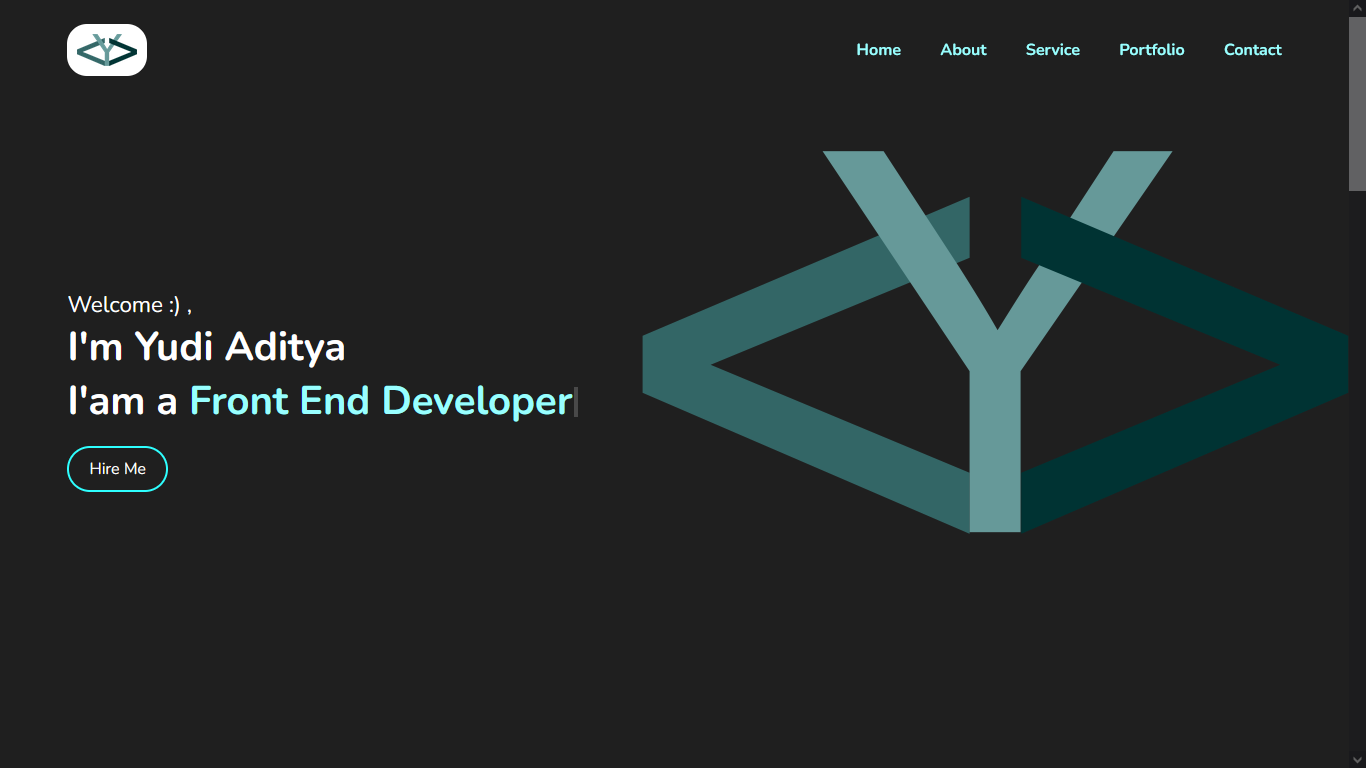 Home About Service Portfolio Contact
Welcome :) ,
I'm Yudi Aditya
I'am a Front End Developer
Hire Me